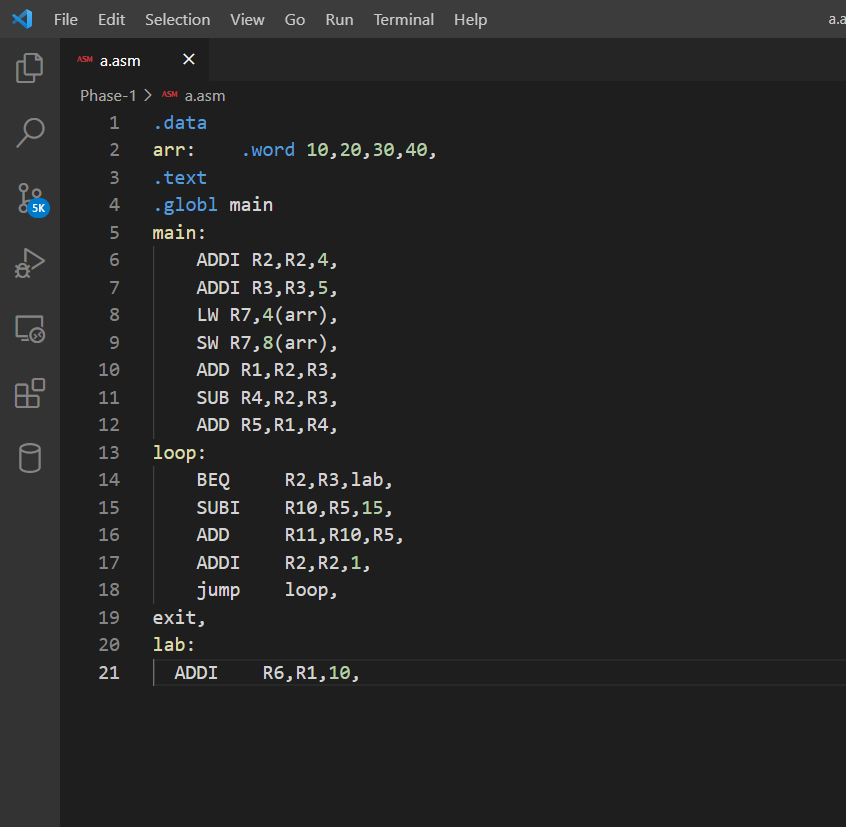 File Edit Selection View Go Run Terminal Help a.a
ASM a.asm ×
Phase-1 > ASM a.asm
1 .data
2 arr: .word 10,20,30,40,
3 .text
4 .globl main
5 main:
6 ADDI R2,R2,4,
7 ADDI R3,R3,5,
8 LW R7,4(arr),
9 SW R7,8(arr),
10 ADD R1,R2,R3,
11 SUB R4,R2,R3,
12 ADD R5,R1,R4,
13 loop:
14 BEQ R2,R3,lab,
15 SUBI R10,R5,15,
16 ADD R11,R10,R5,
17 ADDI R2,R2,1,
18 jump loop,
19 exit,
20 lab:
21 ADDI R6,R1,10,
5K